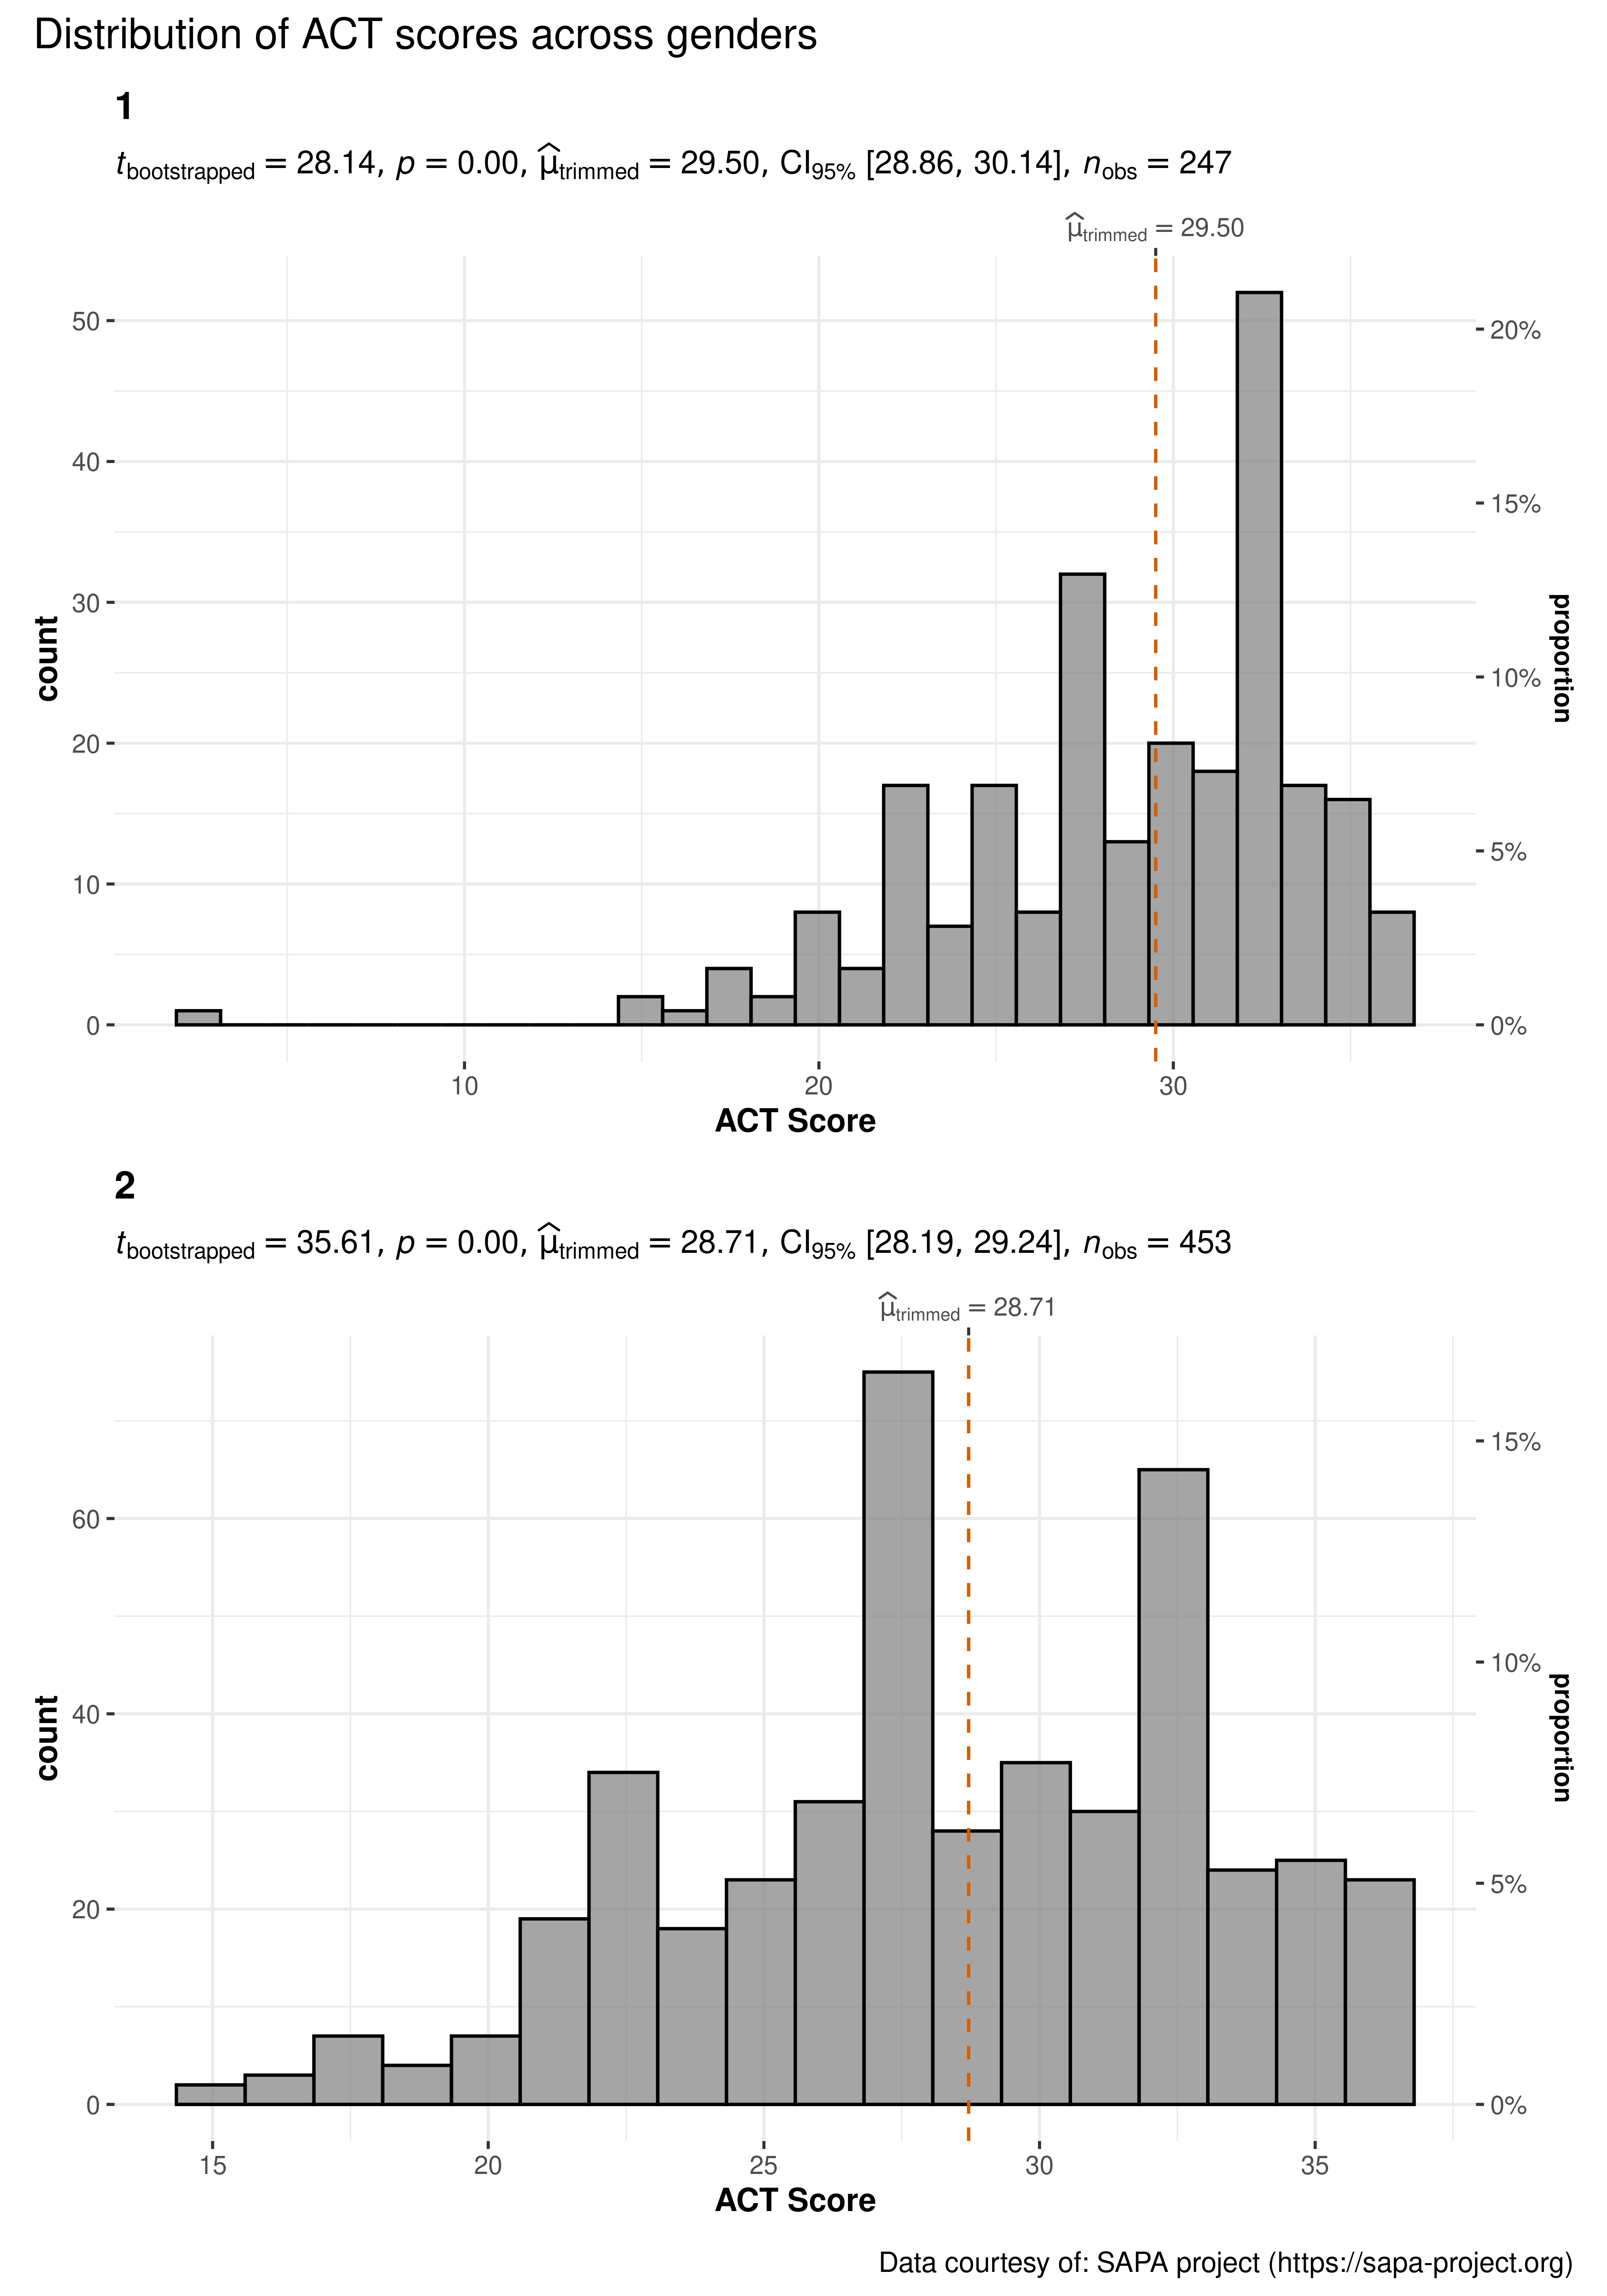 Distribution of ACT scores across genders
1
t bootstrapped = 28.14, p = 0.00, μ̂ trimmed = 29.50, CI95% [28.86, 30.14], n obs = 247
μ̂ trimmed = 29.50
50
40
30
20
10
0
20%
15%
10%
5%
0%
count
proportion
10 20 30
ACT Score
2
t bootstrapped = 35.61, p = 0.00, μ̂ trimmed = 28.71, CI95% [28.19, 29.24], n obs = 453
μ̂ trimmed = 28.71
60
40
20
0
15%
10%
5%
0%
count
proportion
15 20 25 30 35
ACT Score
Data courtesy of: SAPA project (https://sapa-project.org)